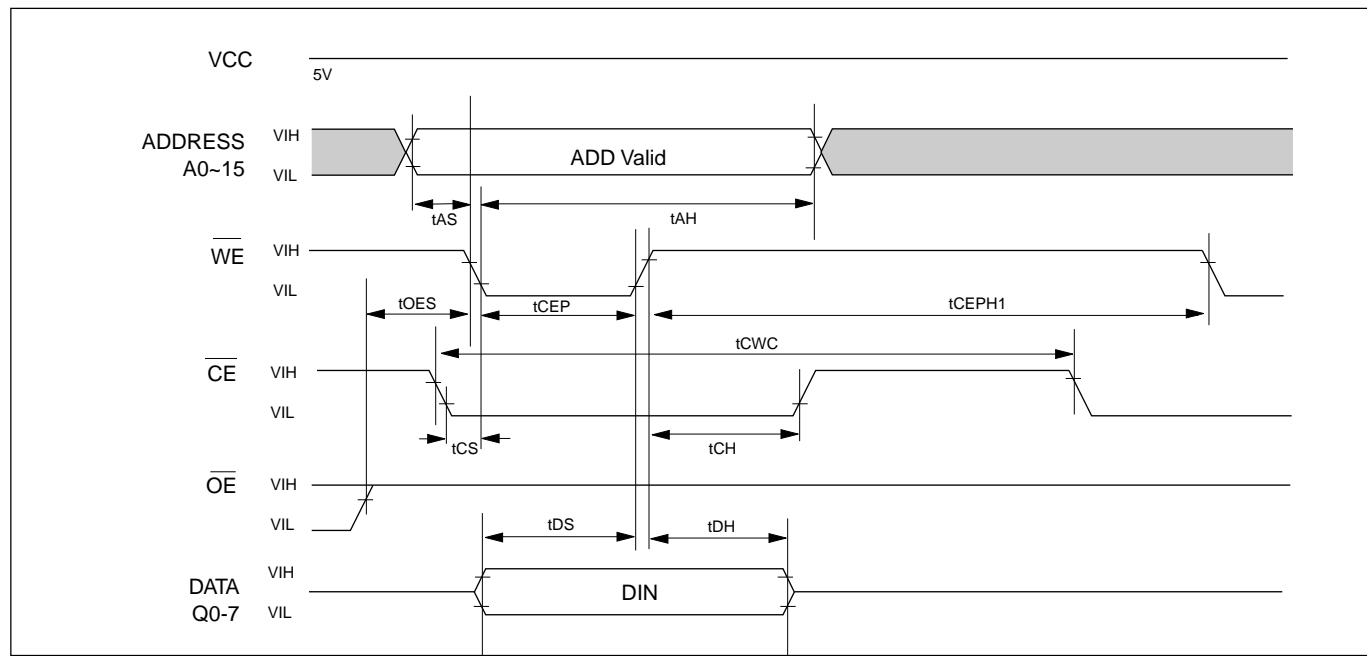 VCC
5V
ADDRESS
A0~15
VIH
VIL
ADD Valid
tAS
tAH
WE
VIH
VIL
tOES
tCEP
tCEPH1
tCWC
CE
VIH
VIL
tCS
tCH
OE
VIH
VIL
tDS
tDH
DATA
Q0-7
VIH
VIL
DIN